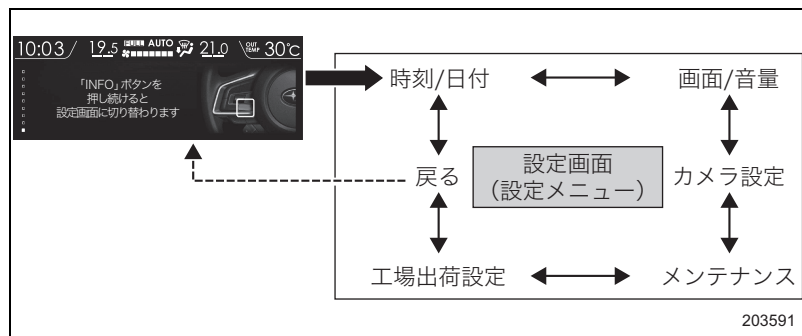 10:03 19.5 FULL AUTO 21.0 OUT TEMP 30℃
「INFO」ボタンを
押し続けると
設定画面に切り替わります
時刻/日付
画面/音量
戻る
設定画面
(設定メニュー)
カメラ設定
工場出荷設定
メンテナンス
203591